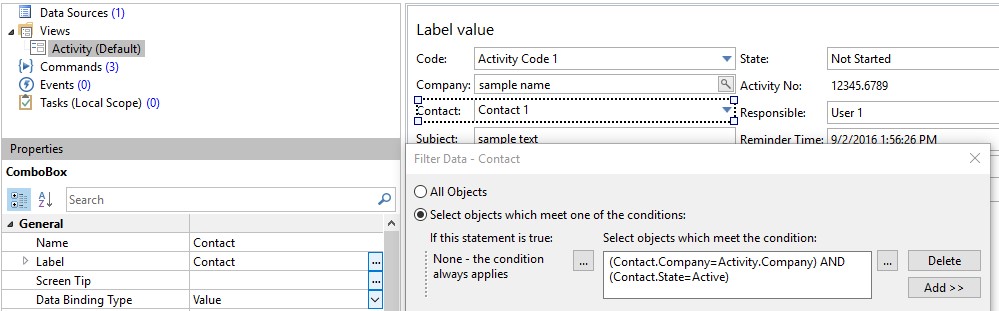 Data Sources (1)
Views
Activity (Default)
Commands (3)
Events (0)
Tasks (Local Scope) (0)
Properties
ComboBox
Search
General
Name Contact
Label Contact
Screen Tip
Data Binding Type Value
Label value
Code: Activity Code 1 State: Not Started
Company: sample name Activity No: 12345.6789
Contact: Contact 1 Responsible: User 1
Subject: sample text Reminder Time: 9/2/2016 1:56:26 PM
Filter Data - Contact
All Objects
Select objects which meet one of the conditions:
If this statement is true: Select objects which meet the condition:
None - the condition
always applies
...
(Contact.Company=Activity.Company) AND
(Contact.State=Active)
...
Delete
Add >>